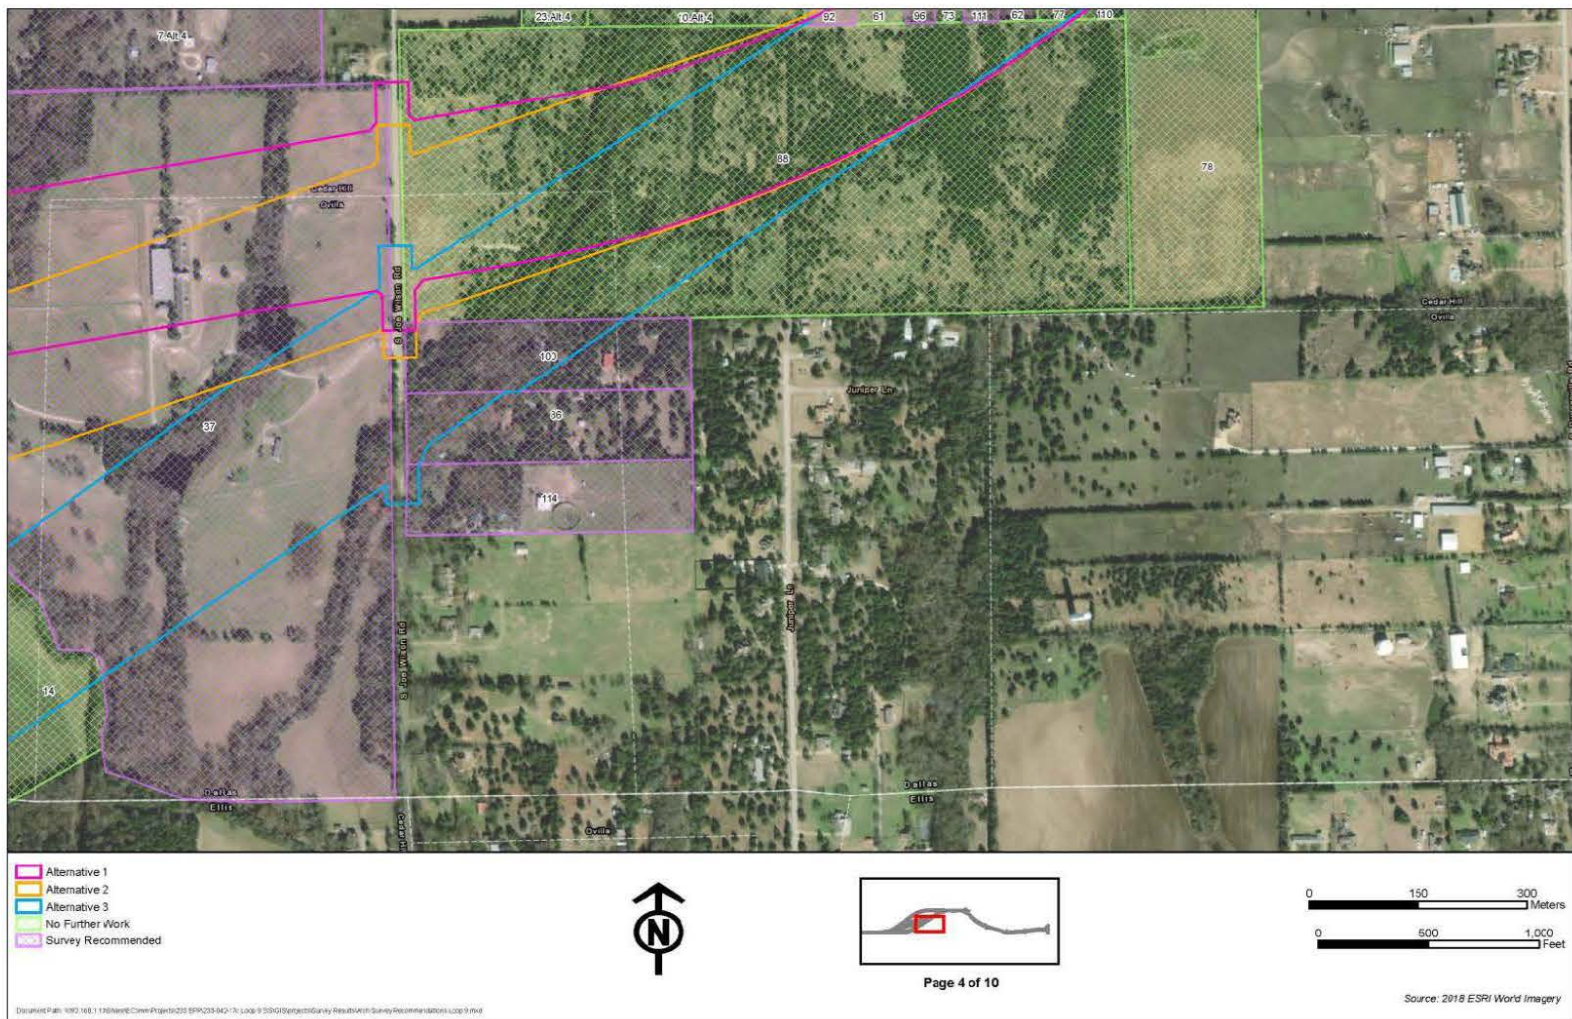 23.Alt 4
10.Alt 4
92
61
96
73
111
62
77
110
7.Alt 4
88
78
Cedar Hill
Ovilla
S Joe Wilson Rd
Cedar Hill
Ovilla
100
Juniper Ln
86
37
114
Juniper Ln
S Joe Wilson Rd
14
Dallas
Ellis
Dallas
Ellis
Ovilla
Cedar Hi
Alternative 1
Alternative 2
Alternative 3
No Further Work
Survey Recommended
N
Page 4 of 10
0 150 300
Meters
0 500 1,000
Feet
Source: 2018 ESRI World Imagery